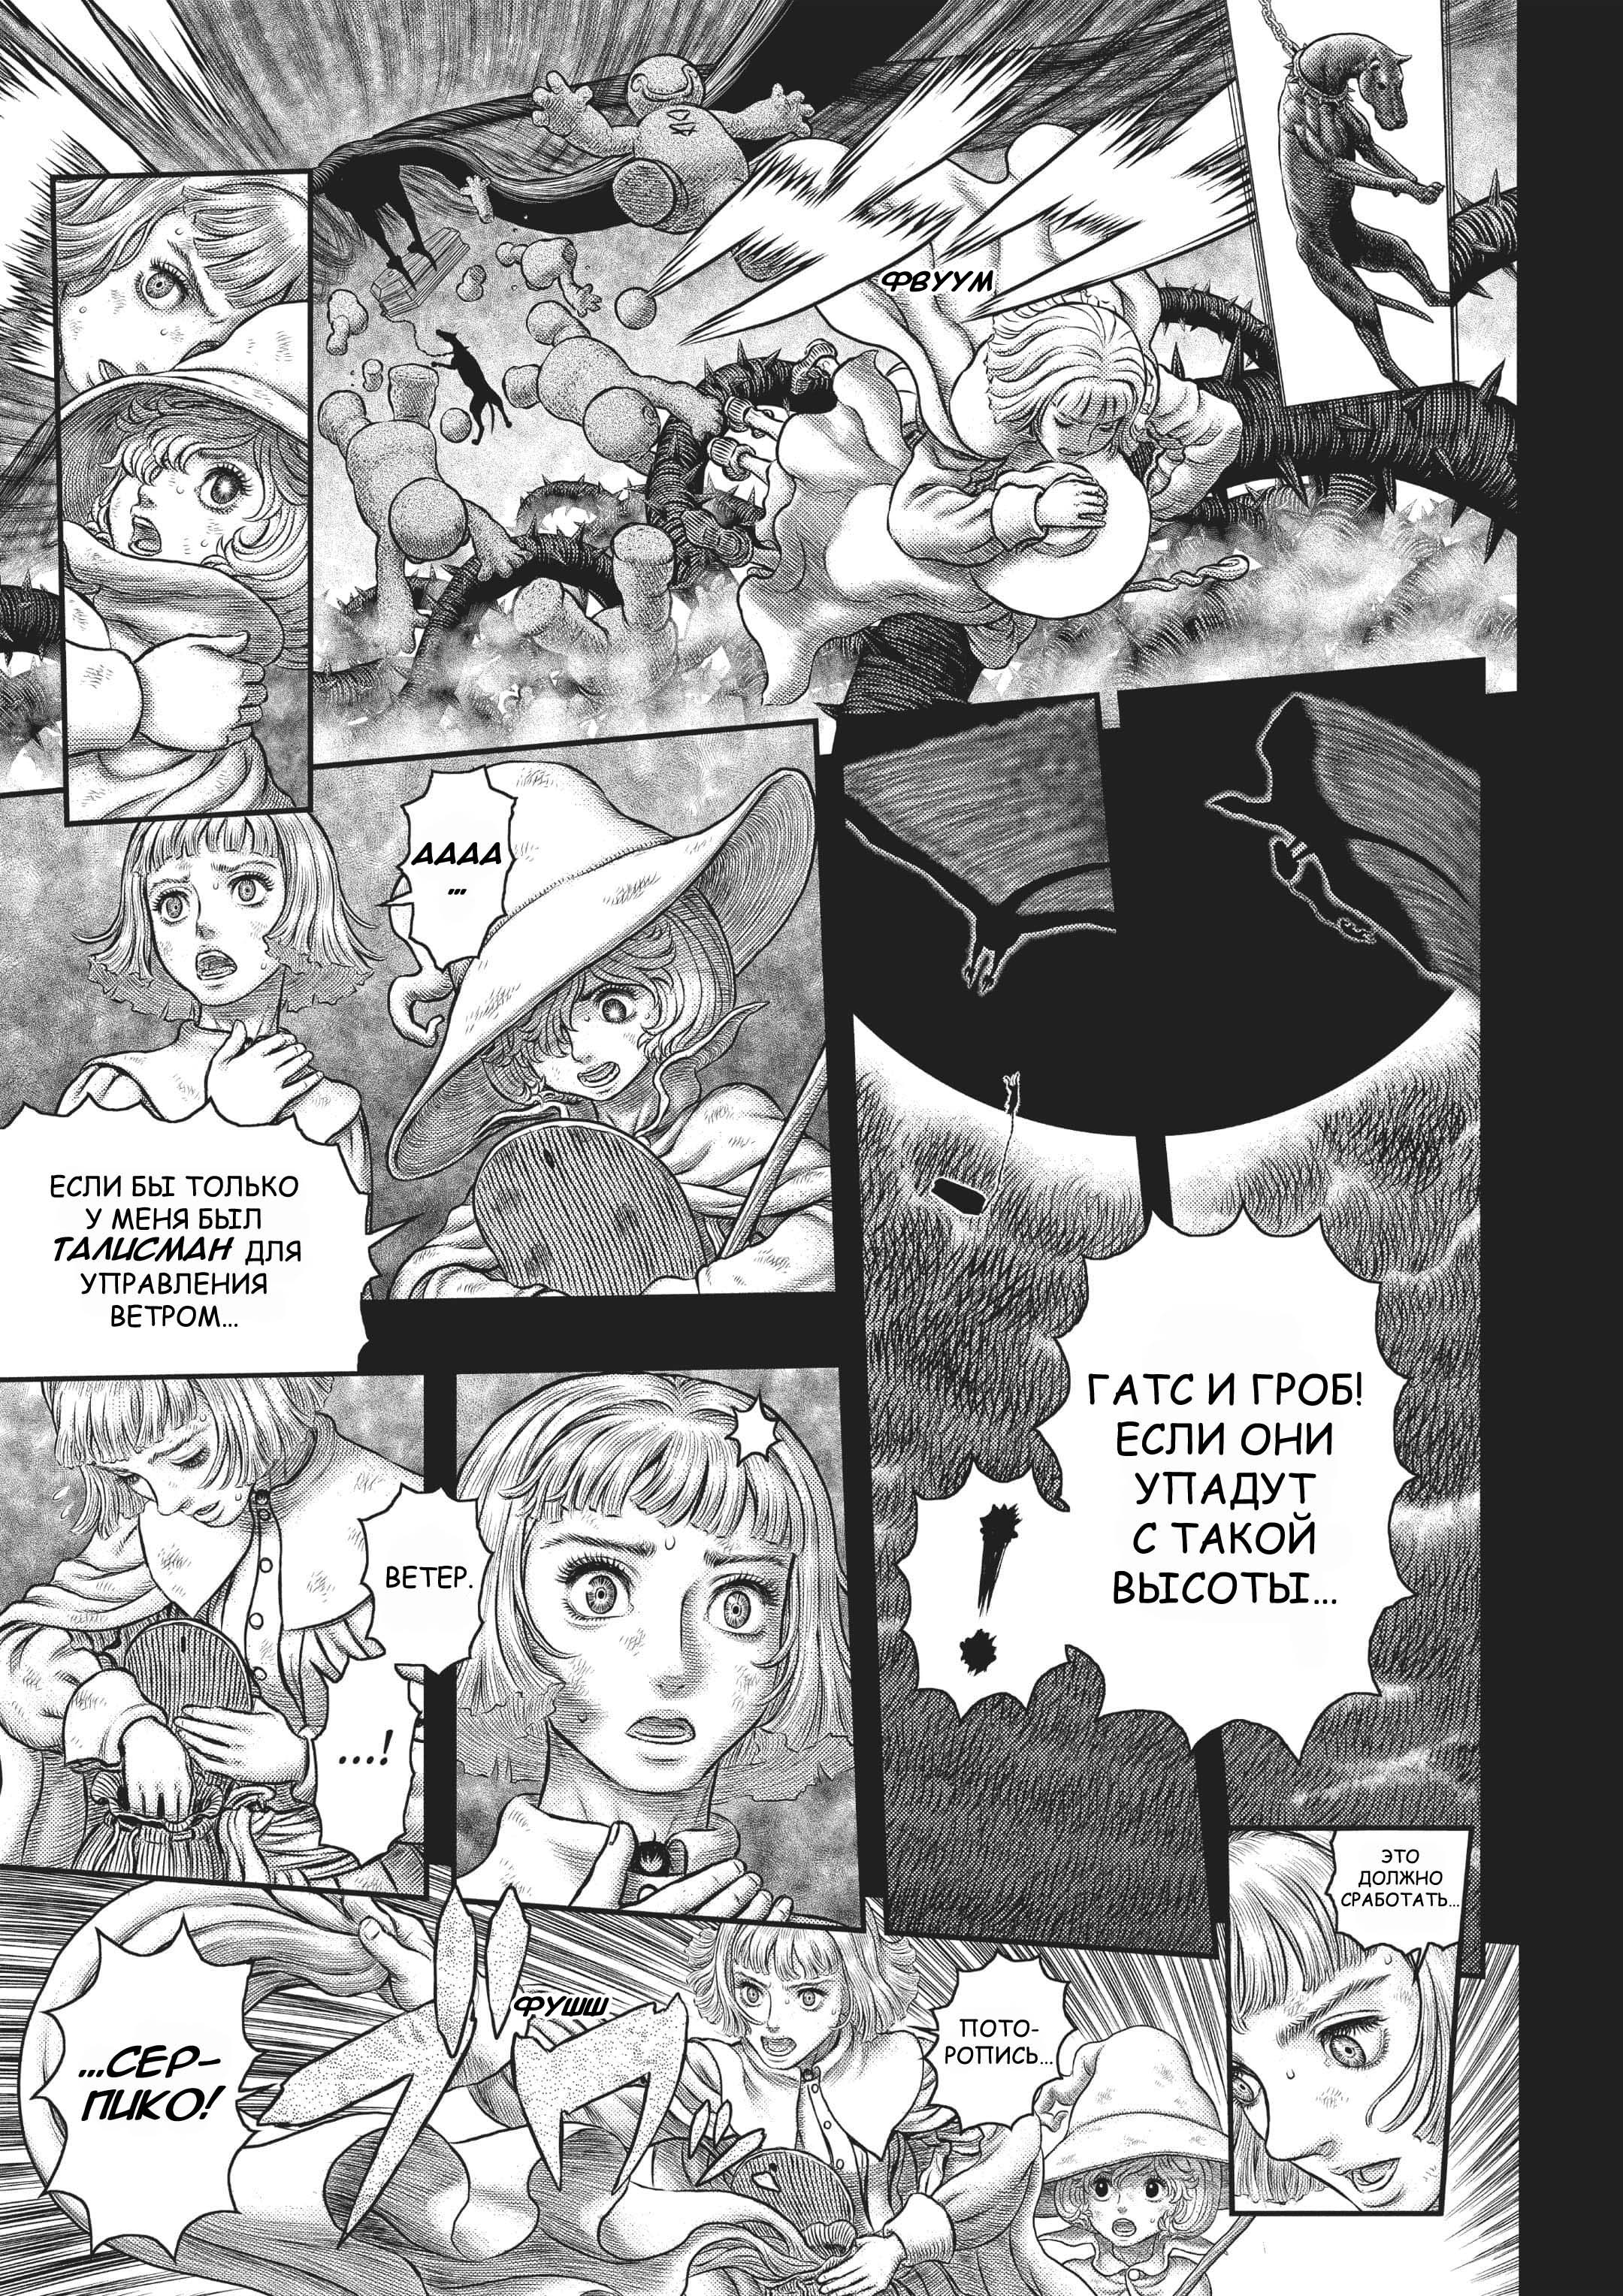 ФВУУМ
ГАТС И ГРОБ!
ЕСЛИ ОНИ
УПАДУТ
С ТАКОЙ
ВЫСОТЫ...
!
АААА
...
ЕСЛИ БЫ ТОЛЬКО
У МЕНЯ БЫЛ
ТАЛИСМАН ДЛЯ
УПРАВЛЕНИЯ
ВЕТРОМ...
ВЕТЕР.
...!
ЭТО
ДОЛЖНО
СРАБОТАТЬ...
ПОТО-
РОПИСЬ...
ФУШШ
...СЕР-
ПИКО!